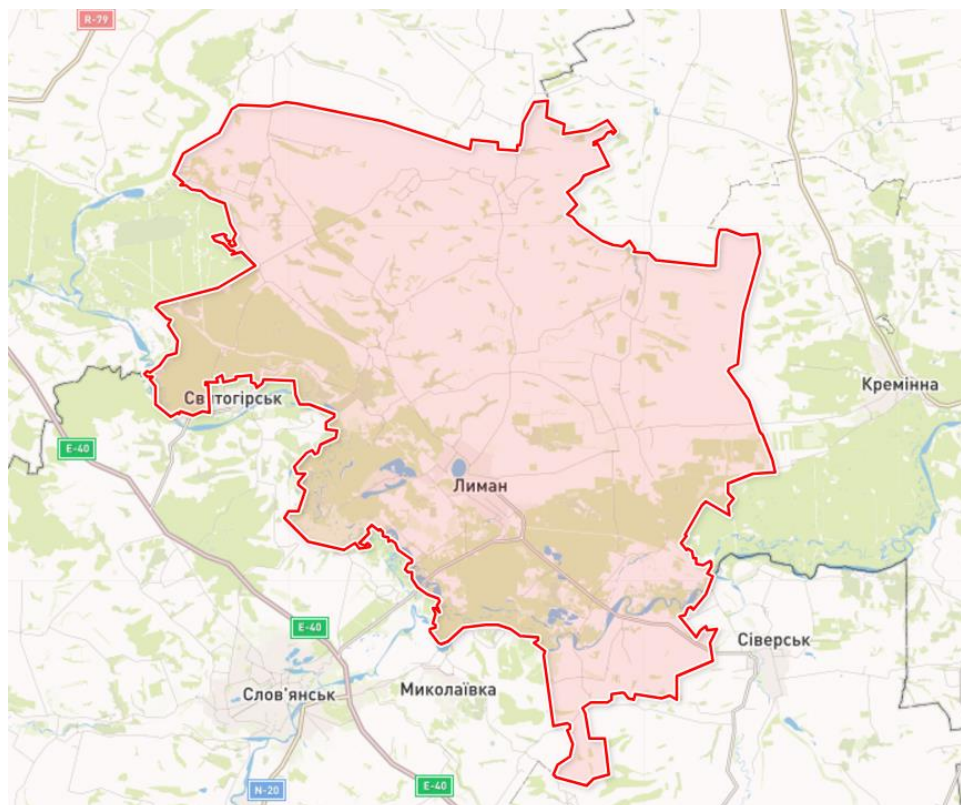 R-79
Кремінна
Святогірськ
E-40
Лиман
E-40
Сіверськ
Слов'янськ
Миколаївка
N-20
E-40